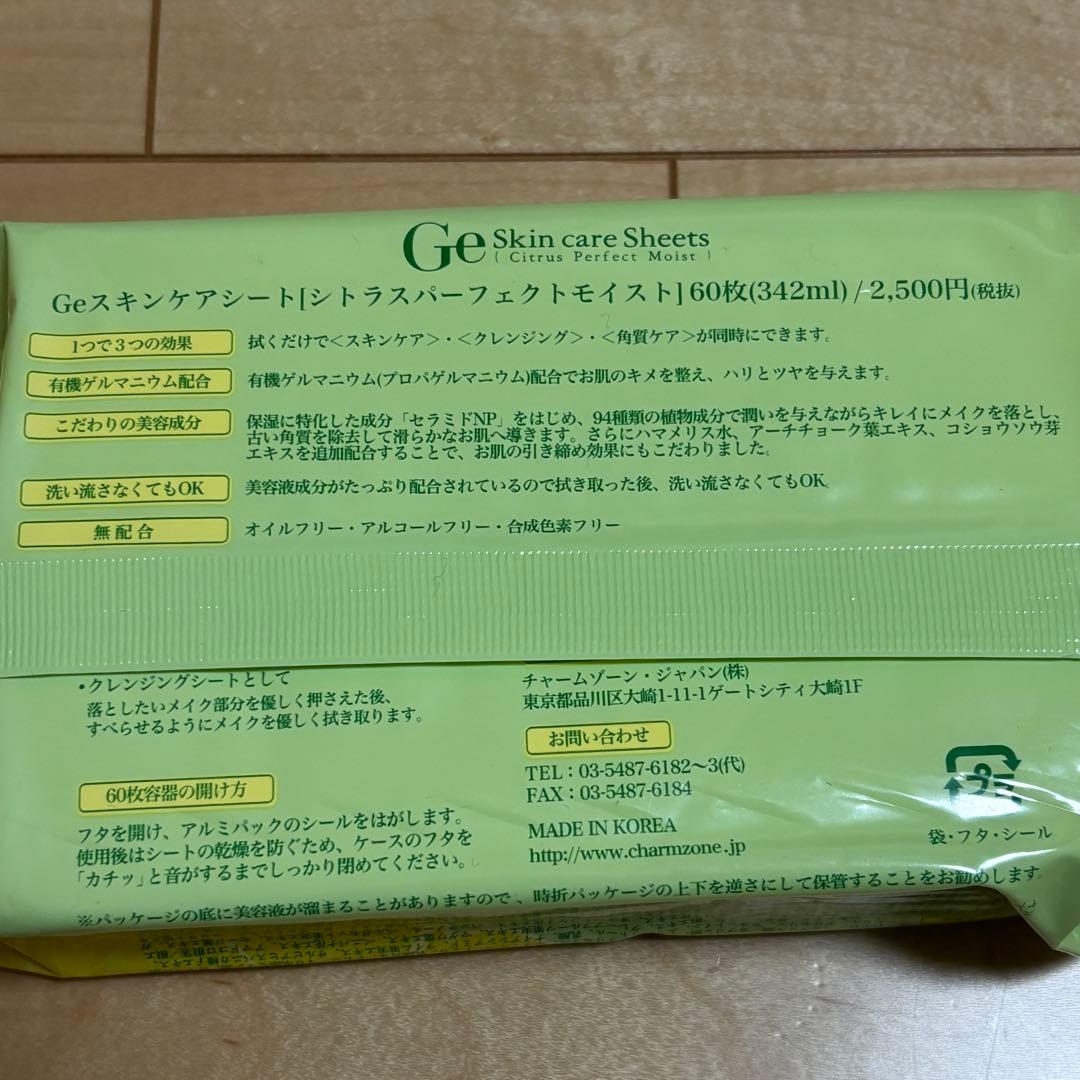 Ge Skin care Sheets
( Citrus Perfect Moist )
Geスキンケアシート[シトラスパーフェクトモイスト] 60枚(342ml) /-2,500円(税抜)
1つで3つの効果
拭くだけで<スキンケア>・<クレンジング>・<角質ケア>が同時にできます。
有機ゲルマニウム配合
有機ゲルマニウム(プロパゲルマニウム)配合でお肌のキメを整え、ハリとツヤを与えます。
こだわりの美容成分
保湿に特化した成分「セラミドNP」をはじめ、94種類の植物成分で潤いを与えながらキレイにメイクを落とし、
古い角質を除去して滑らかなお肌へ導きます。さらにハマメリス水、アーチチョーク葉エキス、コショウソウ芽
エキスを追加配合することで、お肌の引き締め効果にもこだわりました。
洗い流さなくてもOK
美容液成分がたっぷり配合されているので拭き取った後、洗い流さなくてもOK
無配合
オイルフリー・アルコールフリー・合成色素フリー
•クレンジングシートとして
落としたいメイク部分を優しく押さえた後、
すべらせるようにメイクを優しく拭き取ります。
60枚容器の開け方
フタを開け、アルミパックのシールをはがします。
使用後はシートの乾燥を防ぐため、ケースのフタを
「カチッ」と音がするまでしっかり閉めてください。
チャームゾーン・ジャパン(株)
東京都品川区大崎1-11-1ゲートシティ大崎1F
お問い合わせ
TEL：03-5487-6182〜3(代)
FAX：03-5487-6184
MADE IN KOREA
http://www.charmzone.jp
プラ
袋・フタ・シール
※パッケージの底に美容液が溜まることがありますので、時折パッケージの上下を逆さにして保管することをお勧めします。